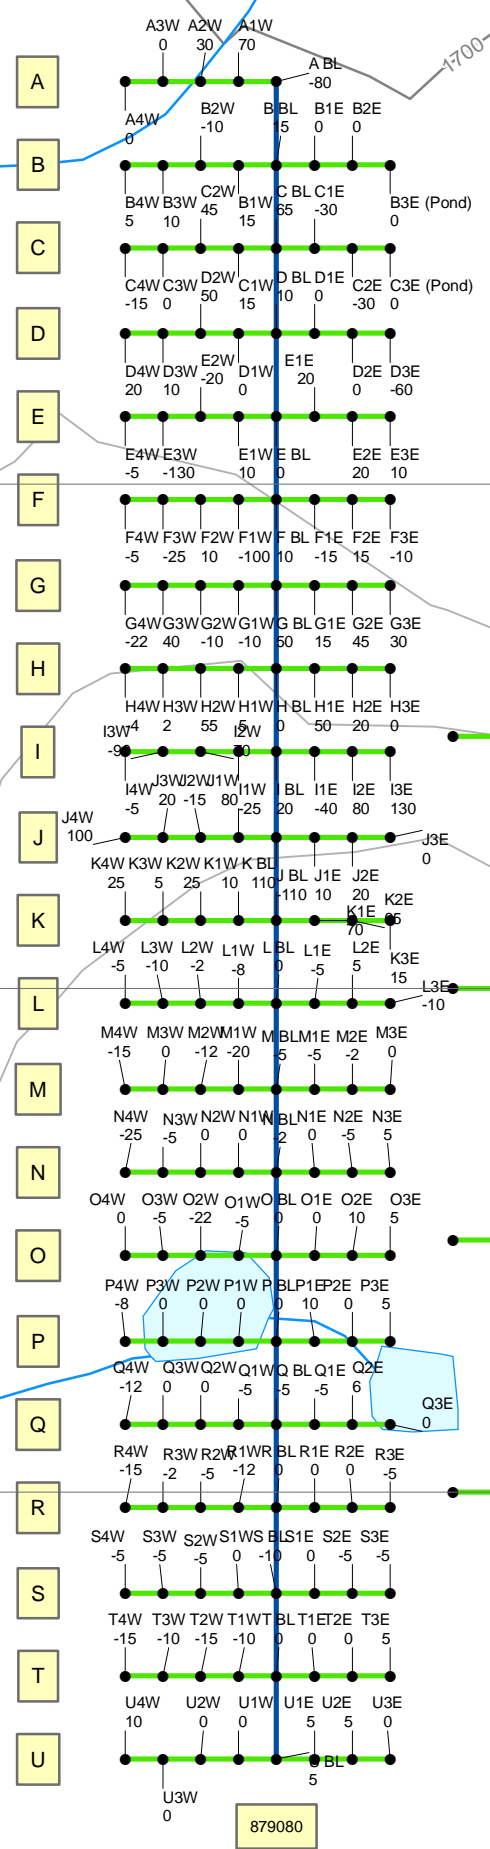 A3W A2W A1W
0 30 70
A BL
-80
A
1700
A4W
0
B2W B BL B1E B2E
-10 15 0 0
B
B4W B3W C2W B1W C BL C1E B3E (Pond)
5 10 45 15 65 -30 0
C
C4W C3W D2W C1W D BL D1E C2E C3E (Pond)
-15 0 50 15 10 0 -30 0
D
D4W D3W E2W D1W E1E D2E D3E
20 10 -20 0 20 0 -60
E
E4W E3W E1W E BL E2E E3E
-5 -130 10 0 20 10
F
F4W F3W F2W F1W F BL F1E F2E F3E
-5 -25 10 -100 10 -15 15 -10
G
G4W G3W G2W G1W G BL G1E G2E G3E
-22 40 -10 -10 50 15 45 30
H
H4W H3W H2W H1W H BL H1E H2E H3E
-4 2 55 5 0 50 20 0
I3W I2W
70
I
I4W J3W J2W J1W I1W I BL I1E I2E I3E
-5 20 -15 80 -25 20 -40 80 130
J4W
100
J
J3E
0
K4W K3W K2W K1W K BL J BL J1E J2E
25 5 25 10 110 -110 10 20
K2E
K1E
70
K
L4W L3W L2W L1W L BL L1E L2E K3E
-5 -10 -2 -8 0 -5 5 15
L3E
-10
L
M4W M3W M2W M1W M BL M1E M2E M3E
-15 0 -12 -20 -5 -5 -2 0
M
N4W N3W N2W N1W N BL N1E N2E N3E
-25 -5 0 0 -2 0 -5 5
N
O4W O3W O2W O1W O BL O1E O2E O3E
0 -5 -22 -5 0 0 10 5
O
P4W P3W P2W P1W P BL P1E P2E P3E
-8 0 0 0 0 10 0 5
P
Q4W Q3W Q2W Q1W Q BL Q1E Q2E
-12 0 0 -5 -5 -5 6
Q3E
0
Q
R4W R3W R2W R1W R BL R1E R2E R3E
-15 -2 -5 -12 0 0 0 -5
R
S4W S3W S2W S1W S BL S1E S2E S3E
-5 -5 -5 0 -10 0 -5 -5
S
T4W T3W T2W T1W T BL T1E T2E T3E
-15 -10 -15 -10 0 0 0 5
T
U4W U2W U1W U1E U2E U3E
10 0 0 5 5 0
U
U BL
5
U3W
0
879080